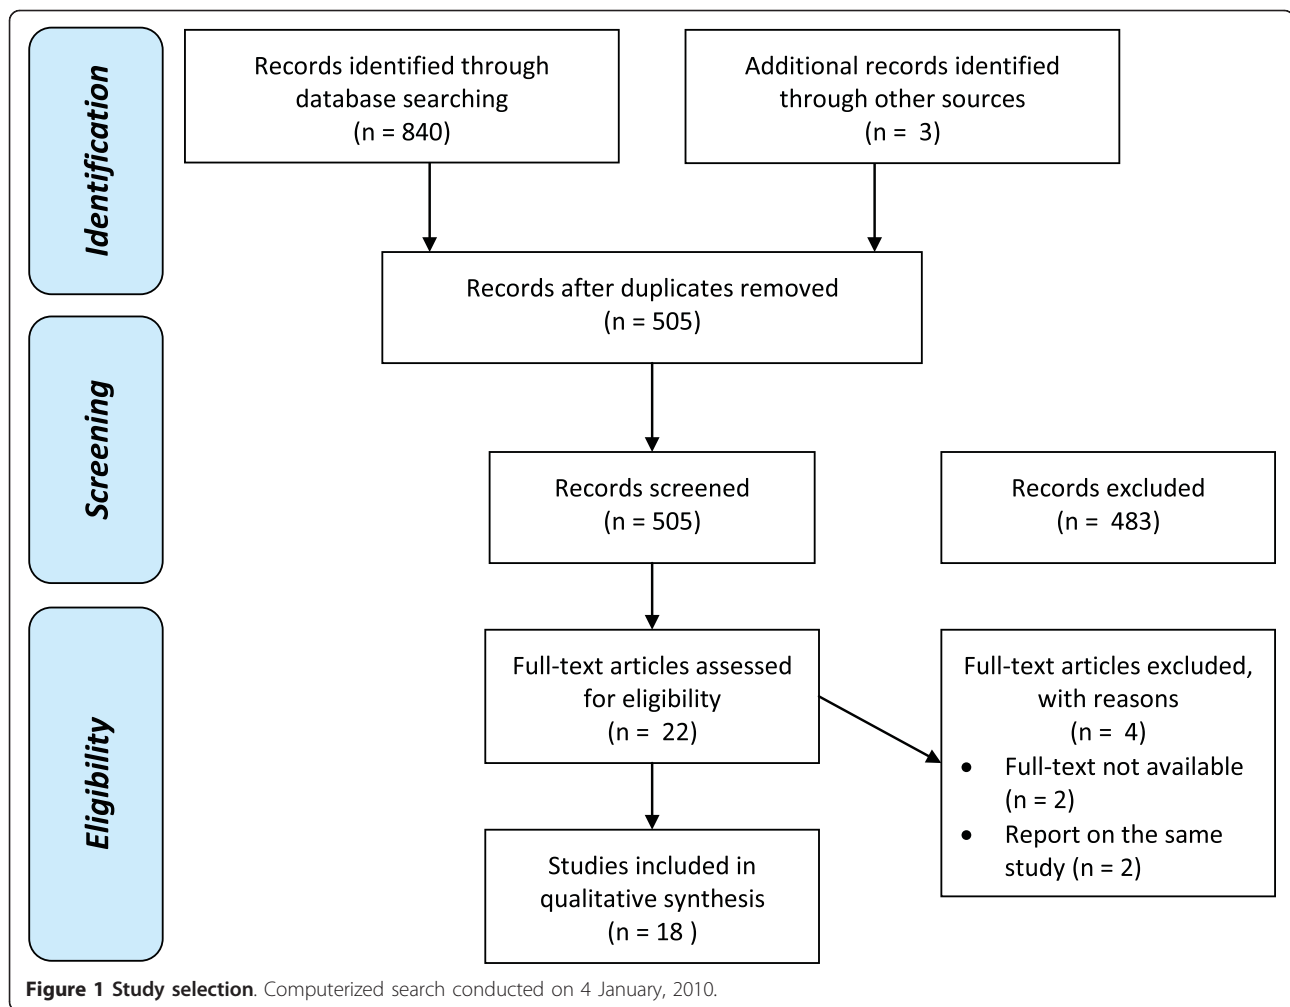 Identification
Records identified through
database searching
(n = 840)
Additional records identified
through other sources
(n =  3)
Records after duplicates removed
(n = 505)
Screening
Records screened
(n = 505)
Records excluded
(n =  483)
Eligibility
Full-text articles assessed
for eligibility
(n =  22)
Full-text articles excluded,
with reasons
(n =  4)
• Full-text not available
(n = 2)
• Report on the same
study (n = 2)
Studies included in
qualitative synthesis
(n = 18 )
Figure 1 Study selection. Computerized search conducted on 4 January, 2010.